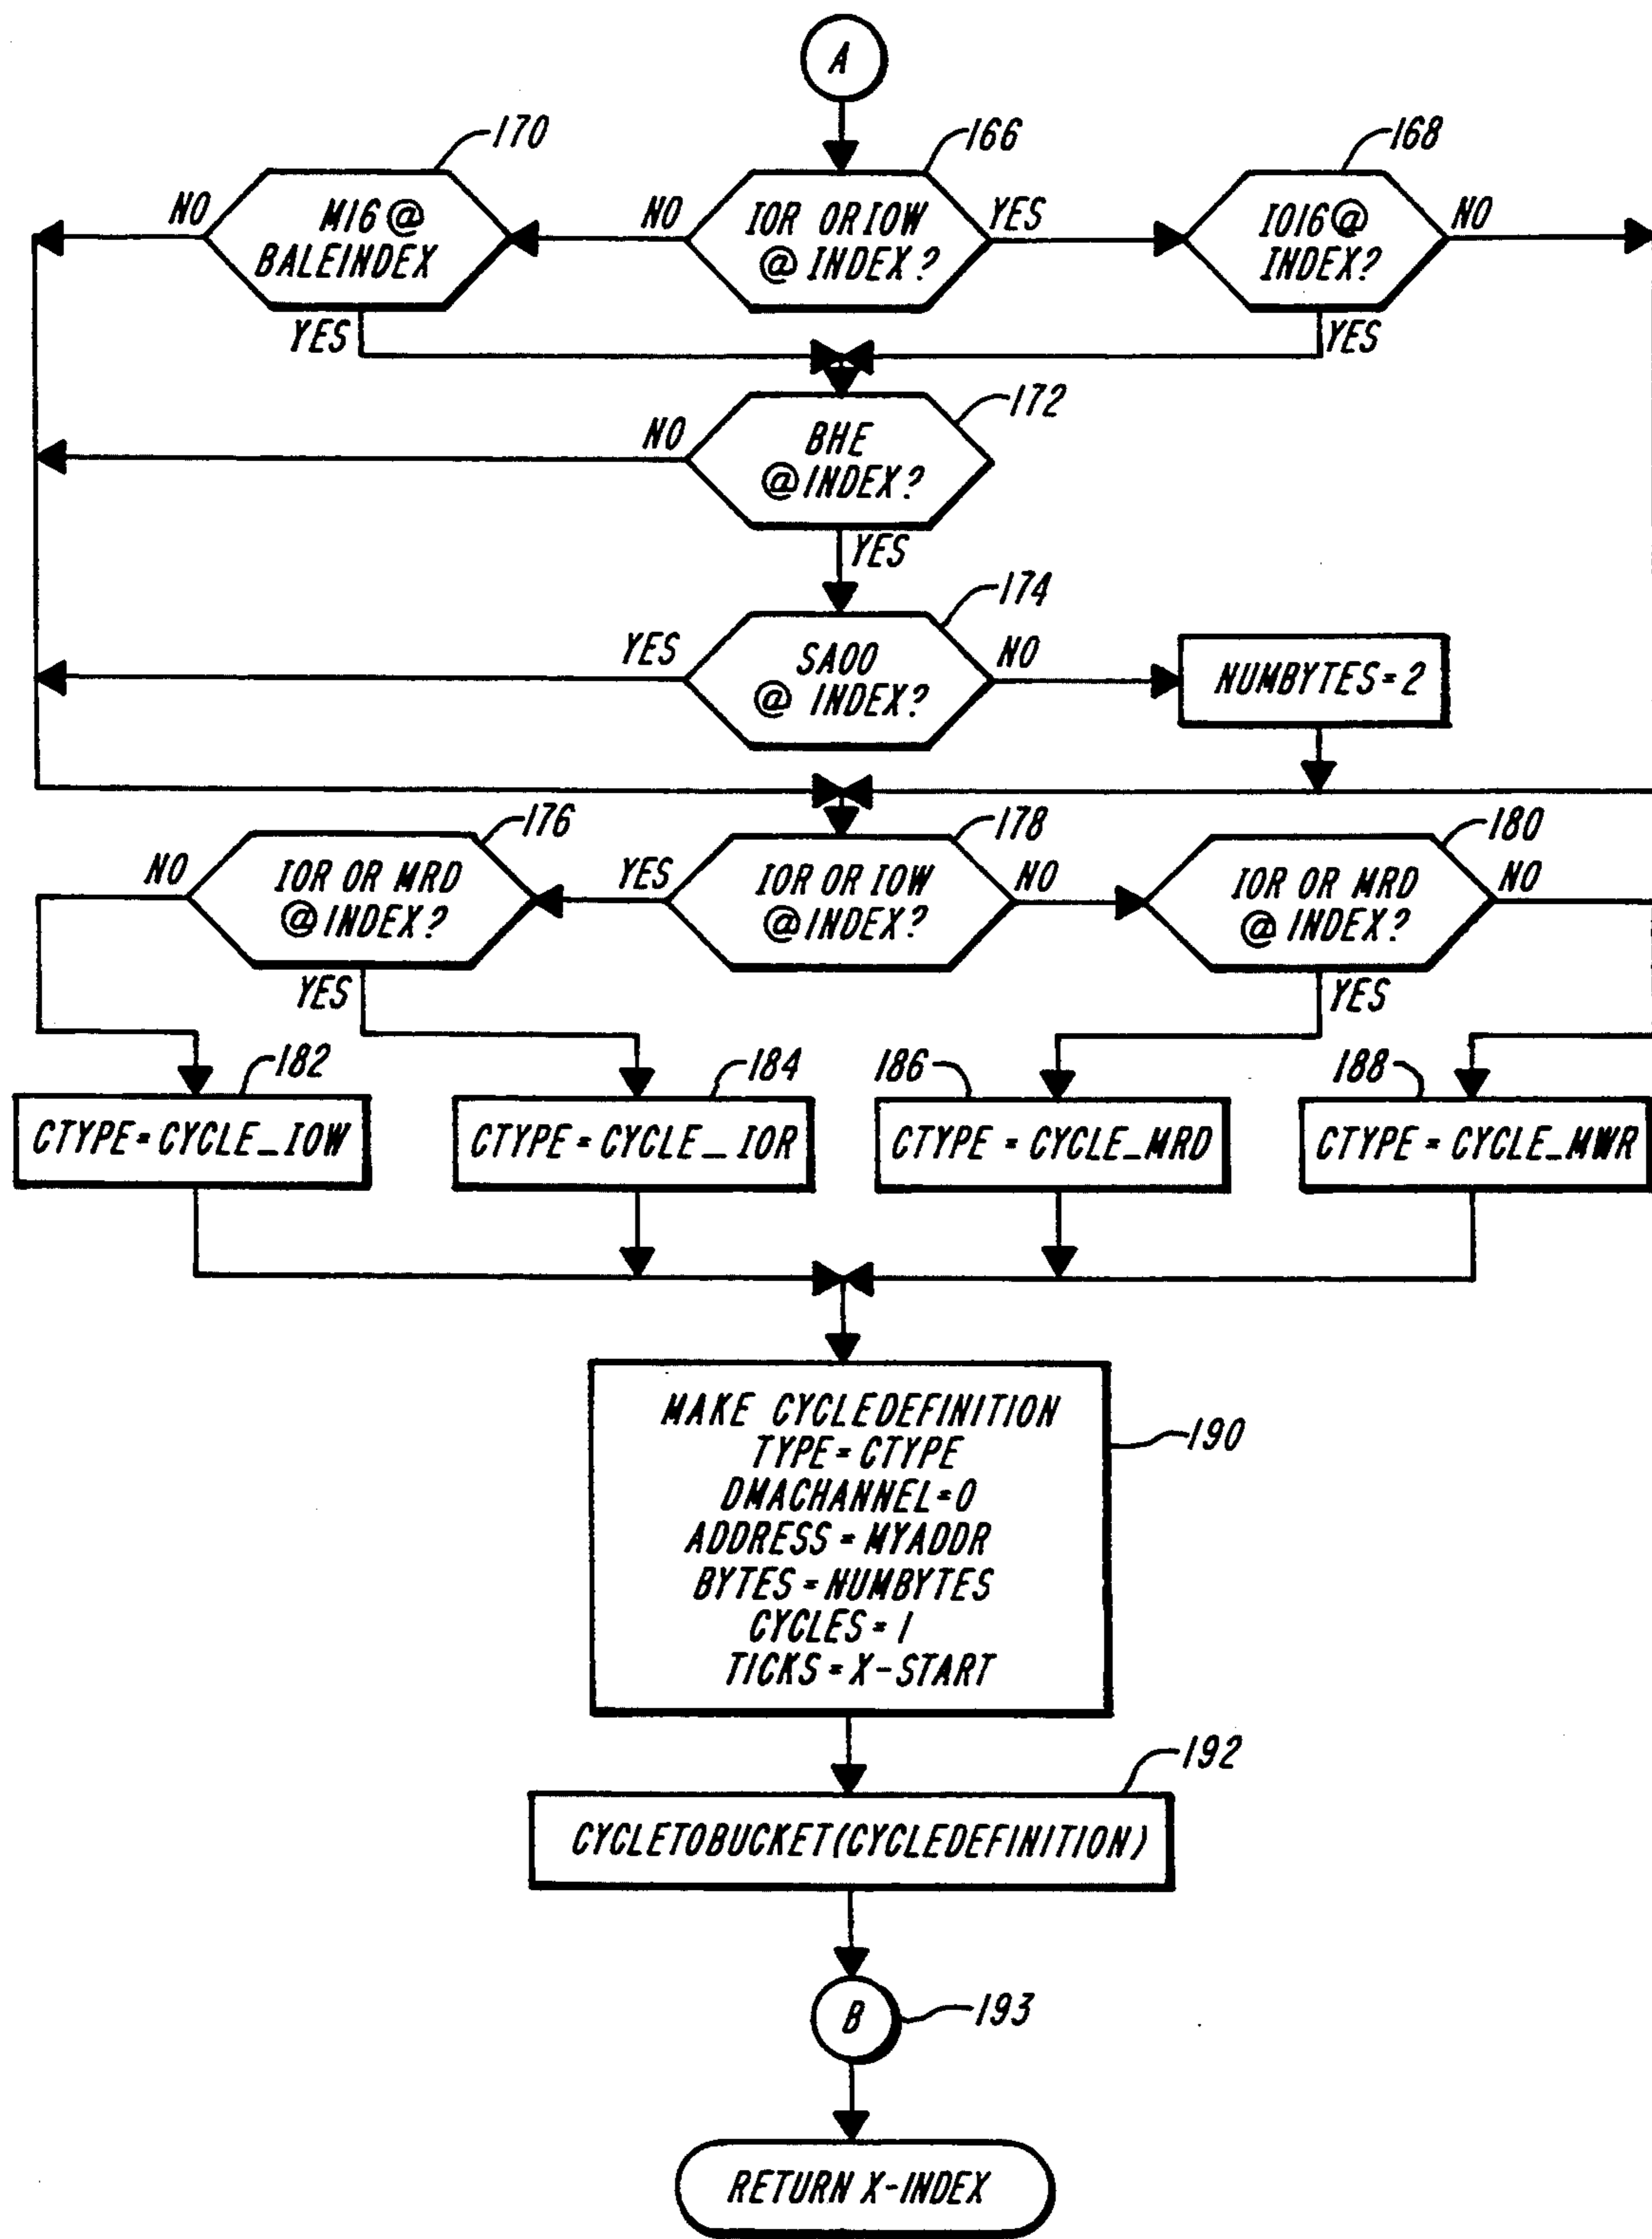 A
170
166
168
NO
M16 @
BALEINDEX
NO
IOR OR IOW
@ INDEX?
YES
IO16 @
INDEX?
NO
YES
YES
172
NO
BHE
@ INDEX?
YES
174
YES
SA00
@ INDEX?
NO
NUMBYTES = 2
176
178
180
NO
IOR OR MRD
@ INDEX?
YES
IOR OR IOW
@ INDEX?
NO
IOR OR MRD
@ INDEX?
NO
YES
YES
182
184
186
188
CTYPE = CYCLE_IOW
CTYPE = CYCLE_IOR
CTYPE = CYCLE_MRD
CTYPE = CYCLE_MWR
MAKE CYCLEDEFINITION
TYPE = CTYPE
DMACHANNEL = 0
ADDRESS = MYADDR
BYTES = NUMBYTES
CYCLES = 1
TICKS = X-START
190
192
CYCLETOBUCKET(CYCLEDEFINITION)
B
193
RETURN X-INDEX